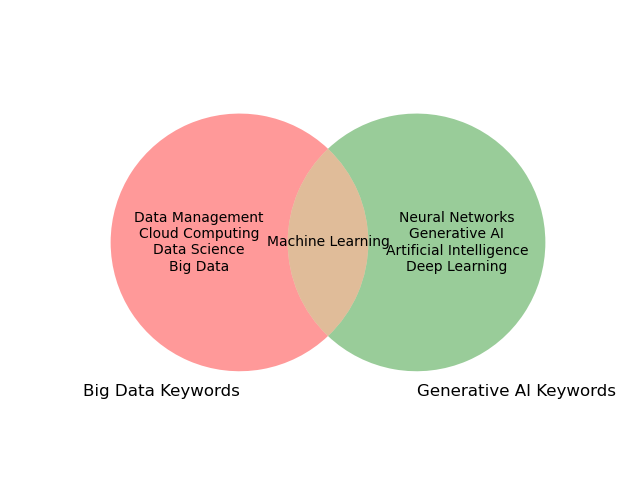 Data Management
Cloud Computing
Data Science
Big Data
Machine Learning
Neural Networks
Generative AI
Artificial Intelligence
Deep Learning
Big Data Keywords
Generative AI Keywords